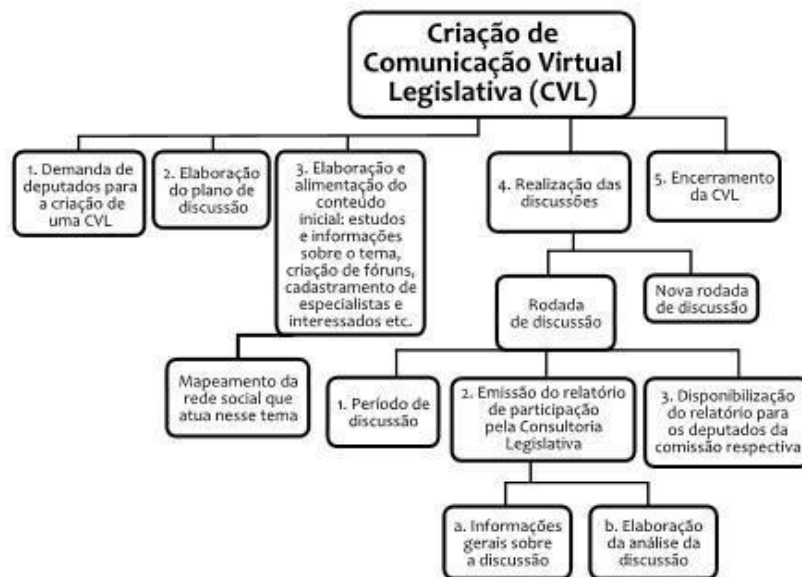 Criação de
Comunicação Virtual
Legislativa (CVL)
1. Demanda de
deputados para
a criação de
uma CVL
2. Elaboração
do plano de
discussão
3. Elaboração e
alimentação do
conteúdo
inicial: estudos
e informações
sobre o tema,
criação de fóruns,
cadastramento de
especialistas e
interessados etc.
4. Realização das
discussões
5. Encerramento
da CVL
Mapeamento da
rede social que
atua nesse tema
Rodada
de discussão
Nova rodada
de discussão
1. Período de
discussão
2. Emissão do relatório
de participação
pela Consultoria
Legislativa
3. Disponibilização
do relatório para
os deputados da
comissão respectiva
a. Informações
gerais sobre
a discussão
b. Elaboração
da análise da
discussão